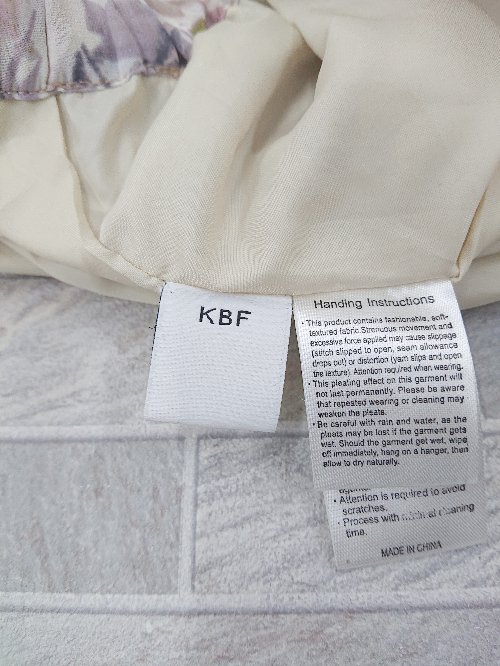 KBF
Handing Instructions
・This product contains fashionable, soft-
textured fabric. Strenuous movement and
excessive force applied may cause slippage
(stitch slipped to open, seam allowance
drops out) or distortion (yarn slips and open
the texture). Attention required when wearing.
・This pleating effect on this garment will
not last permanently. Please be aware
that repeated wearing or cleaning may
weaken the pleats.
・Be careful with rain and water, as the
pleats may be lost if the garment gets
wet. Should the garment get wet, wipe
off immediately, hang on a hanger, then
allow to dry naturally.
・Attention is required to avoid
scratches.
・Process with cleaning
time.
MADE IN CHINA